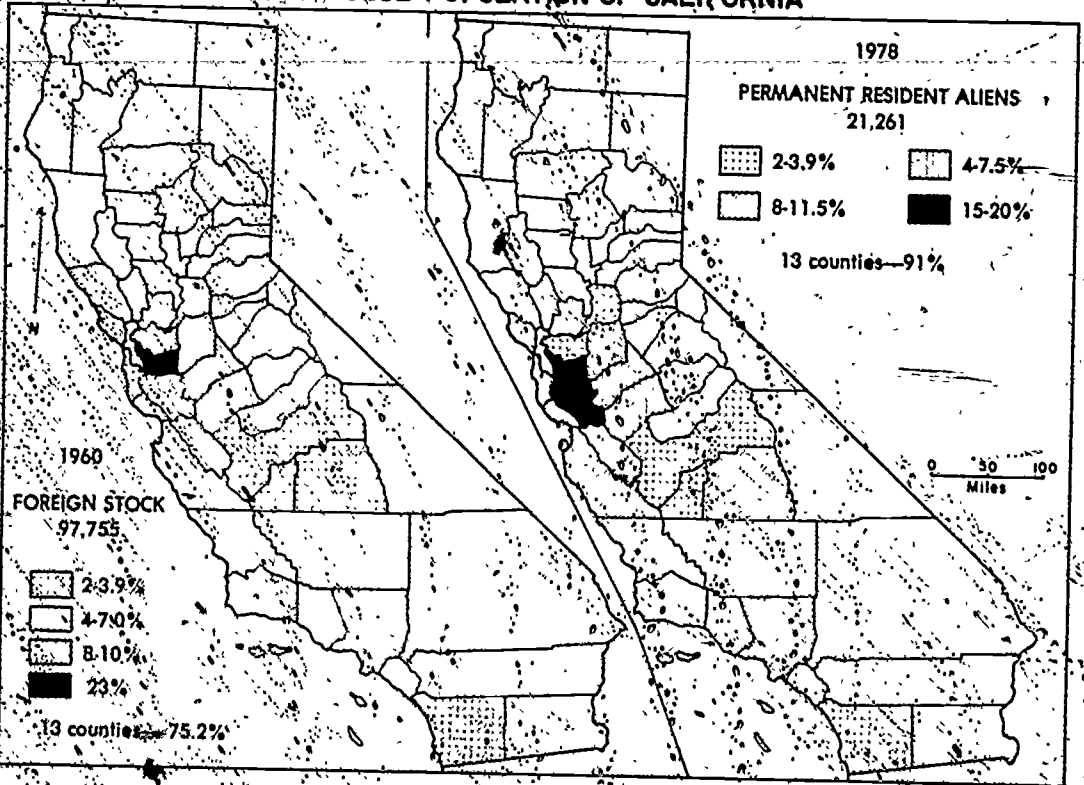 CALIFORNIA
1978
PERMANENT RESIDENT ALIENS
21,261
2-3.9%
4-7.5%
8-11.5%
15-20%
13 counties—91%
0 50 100
Miles
N
1960
FOREIGN STOCK
97,755
2-3.9%
4-7.0%
8-10%
23%
13 counties—75.2%